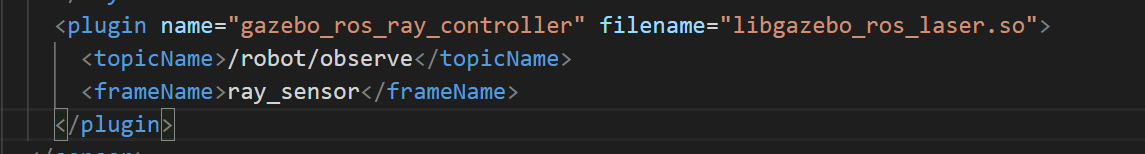 <plugin name="gazebo_ros_ray_controller" filename="libgazebo_ros_laser.so">
<topicName>/robot/observe</topicName>
<frameName>ray_sensor</frameName>
</plugin>